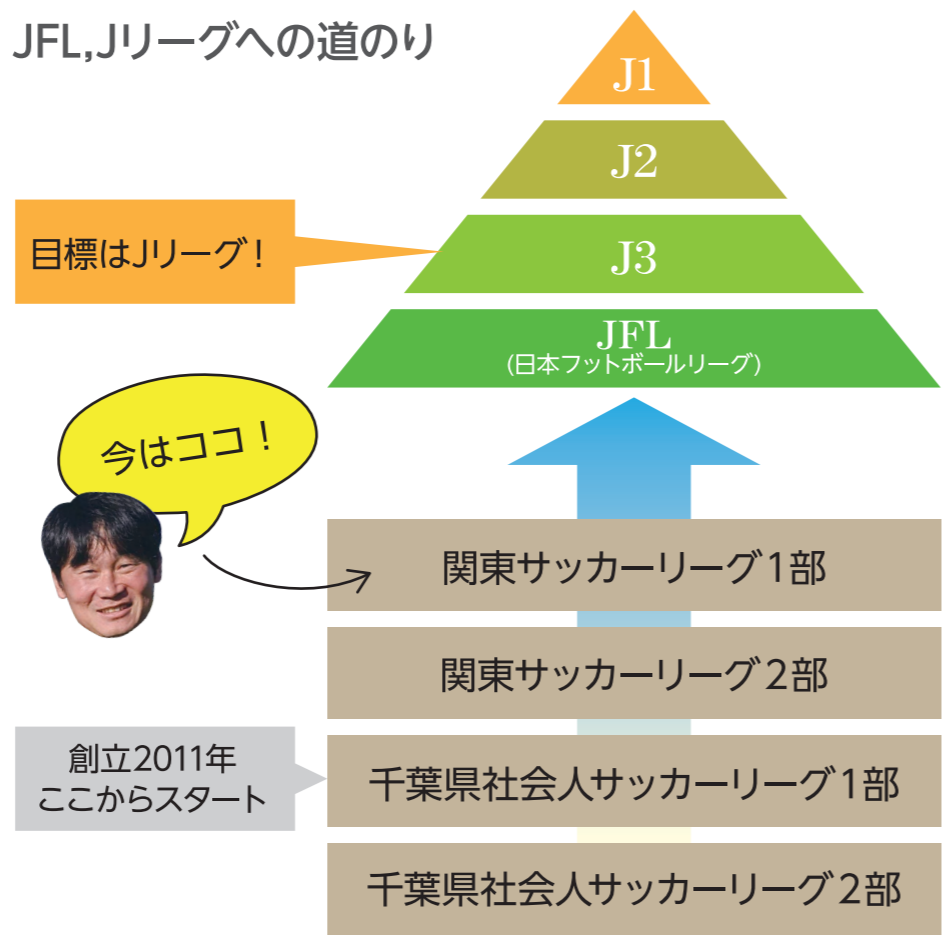 JFL,Jリーグへの道のり
J1
J2
目標はJリーグ！
J3
JFL
(日本フットボールリーグ)
今はココ！
関東サッカーリーグ1部
関東サッカーリーグ2部
創立2011年
ここからスタート
千葉県社会人サッカーリーグ1部
千葉県社会人サッカーリーグ2部